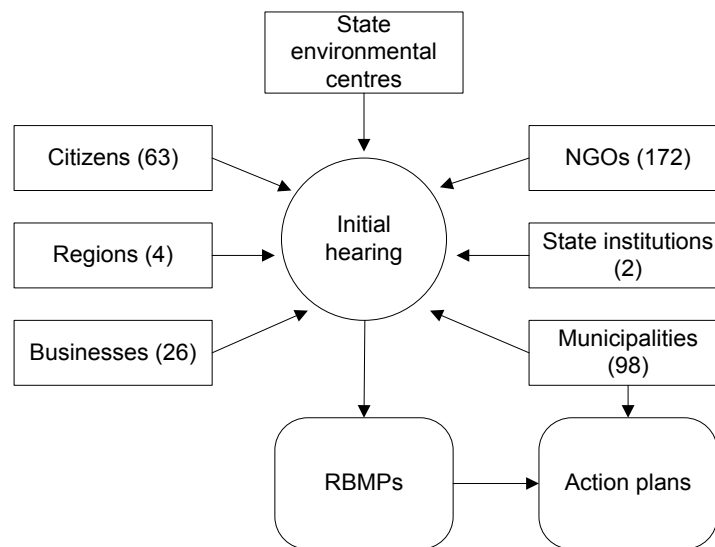 State
environmental
centres
Citizens (63)
NGOs (172)
Initial
hearing
Regions (4)
State institutions
(2)
Businesses (26)
Municipalities
(98)
RBMPs
Action plans